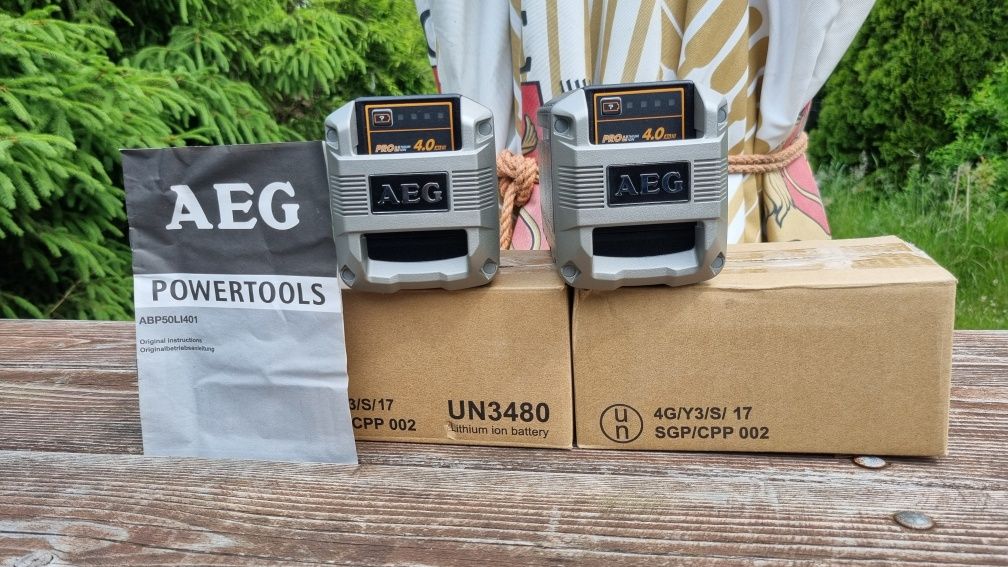 AEG
POWERTOOLS
ABP50LI401
Original Instructions
Originalbetriebsanleitung
?
PRO 4.0
AEG
?
PRO 4.0
AEG
3/S/ 17
/CPP 002
UN3480
Lithium ion battery
un
4G/Y3/S/ 17
SGP/CPP 002